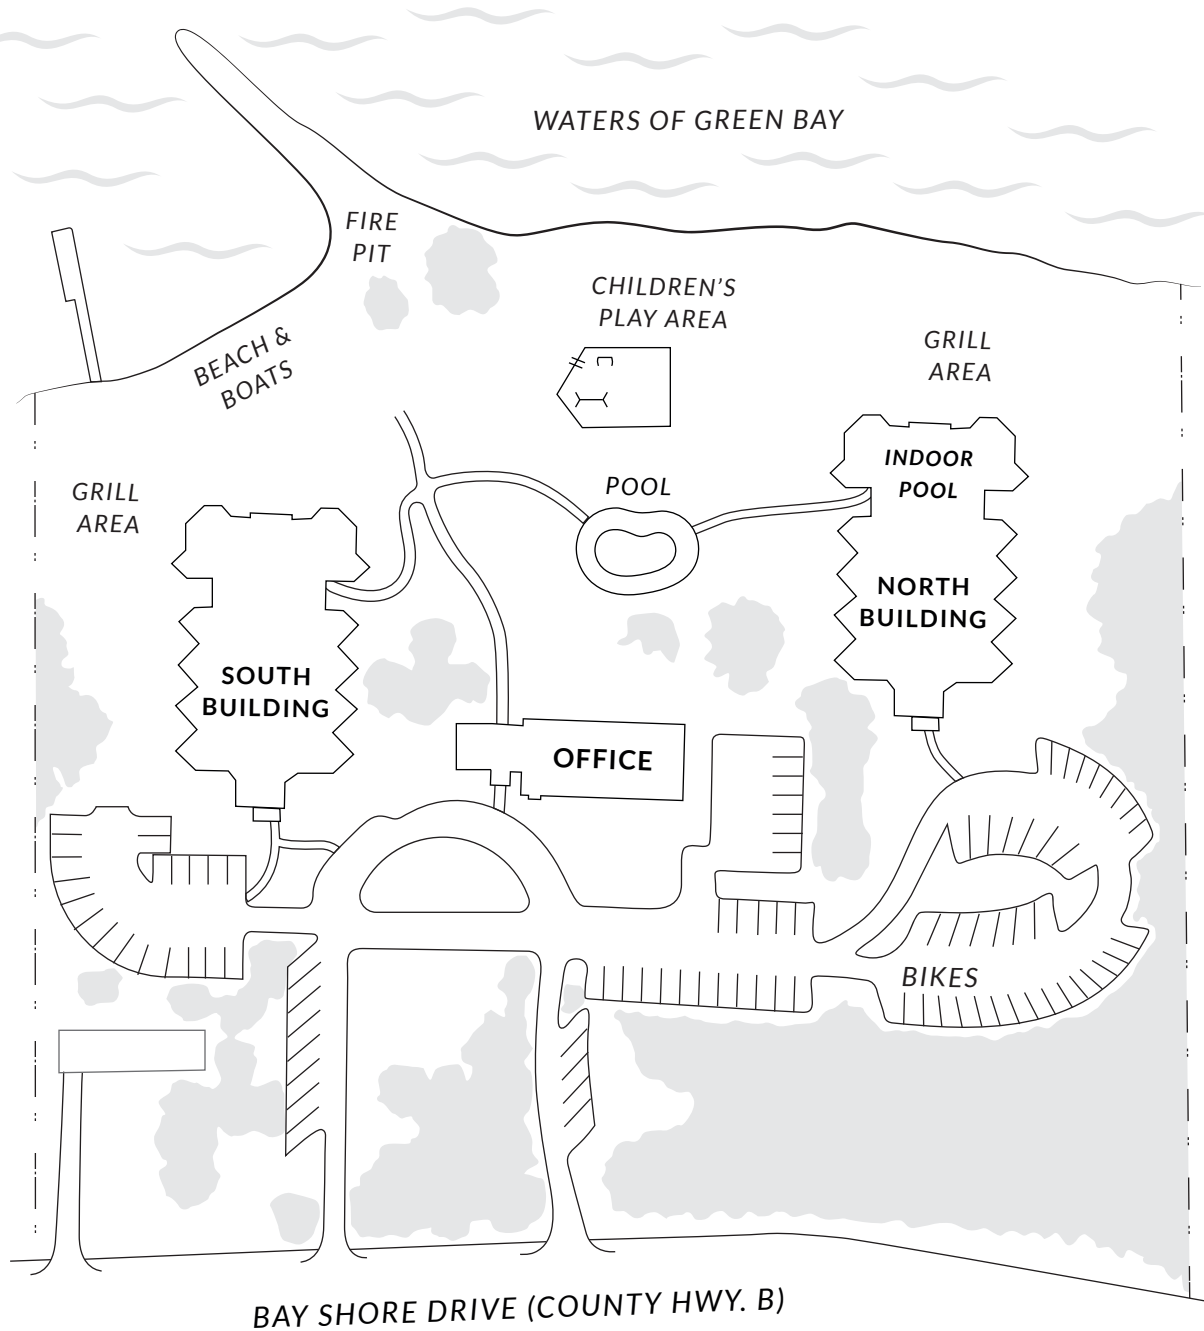 WATERS OF GREEN BAY
FIRE
PIT
CHILDREN’S
PLAY AREA
BEACH &
BOATS
GRILL
AREA
INDOOR
POOL
GRILL
AREA
POOL
NORTH
BUILDING
SOUTH
BUILDING
OFFICE
BIKES
BAY SHORE DRIVE (COUNTY HWY. B)